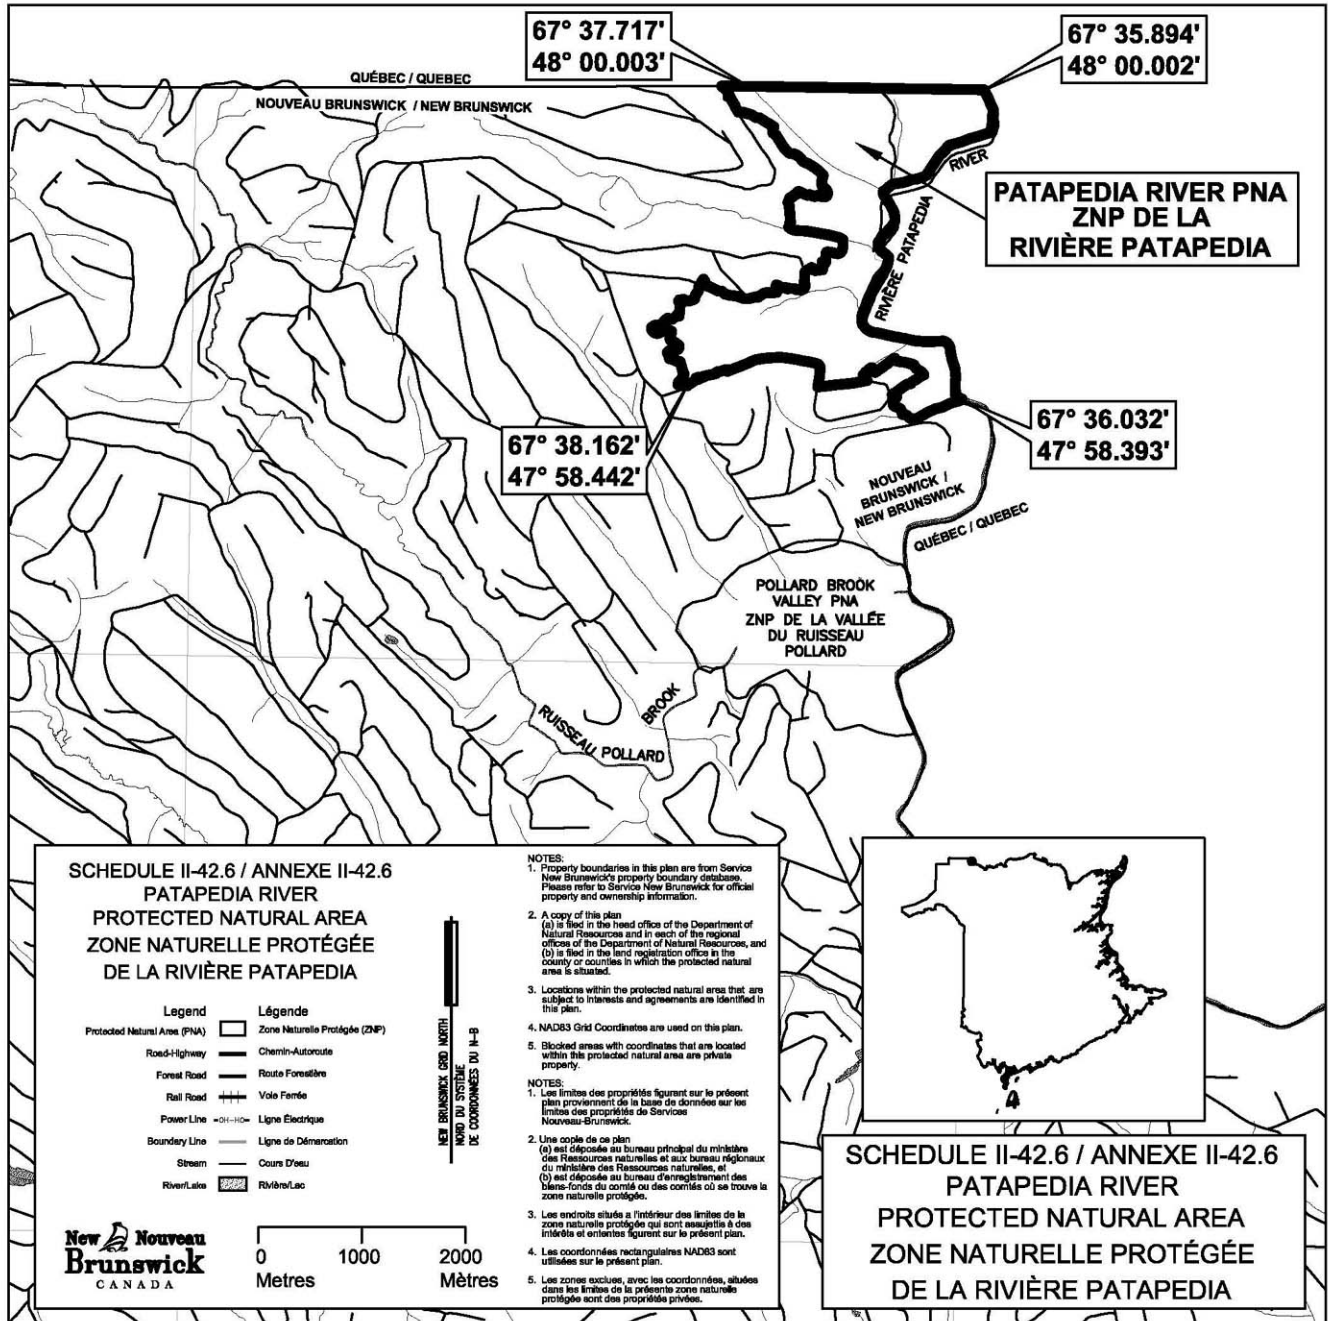 67° 37.717'
48° 00.003'
67° 35.894'
48° 00.002'
QUÉBEC / QUEBEC
NOUVEAU BRUNSWICK / NEW BRUNSWICK
RIVER
PATAPEDIA RIVER PNA
ZNP DE LA
RIVIÈRE PATAPEDIA
RIVIÈRE PATAPEDIA
67° 38.162'
47° 58.442'
67° 36.032'
47° 58.393'
NOUVEAU
BRUNSWICK /
NEW BRUNSWICK
QUÉBEC / QUEBEC
POLLARD BROOK
VALLEY PNA
ZNP DE LA VALLÉE
DU RUISSEAU
POLLARD
BROOK
RUISSEAU POLLARD
SCHEDULE II-42.6 / ANNEXE II-42.6
PATAPEDIA RIVER
PROTECTED NATURAL AREA
ZONE NATURELLE PROTÉGÉE
DE LA RIVIÈRE PATAPEDIA
Legend Légende
Protected Natural Area (PNA) Zone Naturelle Protégée (ZNP)
Road-Highway Chemin-Autoroute
Forest Road Route Forestière
Rail Road Voie Ferrée
Power Line -OH-HO- Ligne Électrique
Boundary Line Ligne de Démarcation
Stream Cours D'eau
River/Lake Rivière/Lac
NEW BRUNSWICK GRID NORTH
NORD DU SYSTÈME
DE COORDONNÉES DU N-B
New Nouveau
Brunswick
CANADA
0 1000 2000
Metres Mètres
NOTES:
1. Property boundaries in this plan are from Service
New Brunswick's property boundary database.
Please refer to Service New Brunswick for official
property and ownership information.
2. A copy of this plan
(a) is filed in the head office of the Department of
Natural Resources and in each of the regional
offices of the Department of Natural Resources, and
(b) is filed in the land registration office in the
county or counties in which the protected natural
area is situated.
3. Locations within the protected natural area that are
subject to interests and agreements are identified in
this plan.
4. NAD83 Grid Coordinates are used on this plan.
5. Blocked areas with coordinates that are located
within this protected natural area are private
property.
NOTES:
1. Les limites des propriétés figurant sur le présent
plan proviennent de la base de données sur les
limites des propriétés de Services
Nouveau-Brunswick.
2. Une copie de ce plan
(a) est déposée au bureau principal du ministère
des Ressources naturelles et aux bureau régionaux
du ministère des Ressources naturelles, et
(b) est déposée au bureau d'enregistrement des
biens-fonds du comté ou des comtés où se trouve la
zone naturelle protégée.
3. Les endroits situés a l'intérieur des limites de la
zone naturelle protégée qui sont assujettis à des
intérêts et ententes figurent sur le présent plan.
4. Les coordonnées rectangulaires NAD83 sont
utilisées sur le présent plan.
5. Les zones exclues, avec les coordonnées, situées
dans les limites de la présente zone naturelle
protégée sont des propriétés privées.
SCHEDULE II-42.6 / ANNEXE II-42.6
PATAPEDIA RIVER
PROTECTED NATURAL AREA
ZONE NATURELLE PROTÉGÉE
DE LA RIVIÈRE PATAPEDIA